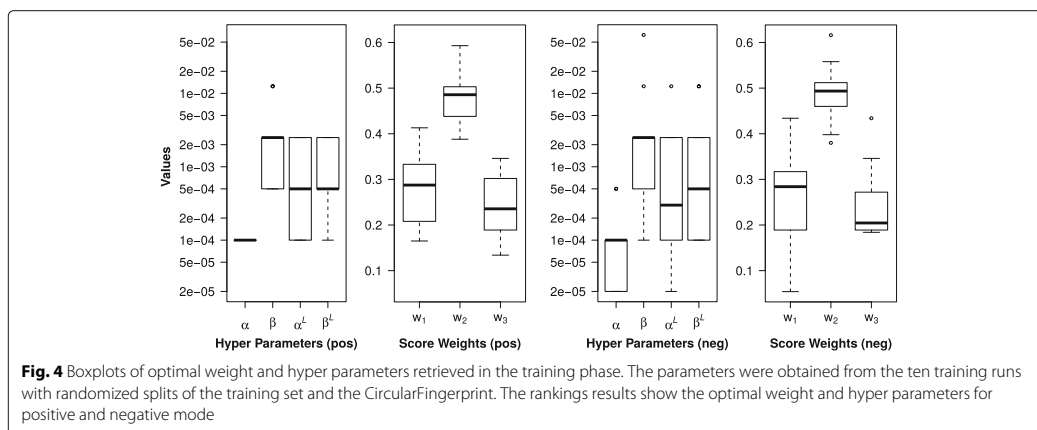 5e−02
2e−02
1e−02
5e−03
2e−03
1e−03
5e−04
2e−04
1e−04
5e−05
2e−05
Values
α β αᴸ βᴸ
Hyper Parameters (pos)
0.6
0.5
0.4
0.3
0.2
0.1
w₁ w₂ w₃
Score Weights (pos)
5e−02
2e−02
1e−02
5e−03
2e−03
1e−03
5e−04
2e−04
1e−04
5e−05
2e−05
α β αᴸ βᴸ
Hyper Parameters (neg)
0.6
0.5
0.4
0.3
0.2
0.1
w₁ w₂ w₃
Score Weights (neg)
Fig. 4 Boxplots of optimal weight and hyper parameters retrieved in the training phase. The parameters were obtained from the ten training runs
with randomized splits of the training set and the CircularFingerprint. The rankings results show the optimal weight and hyper parameters for
positive and negative mode